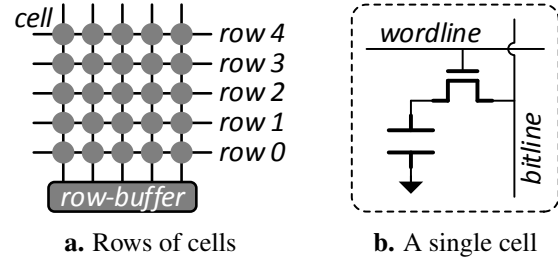 cell
row 4
row 3
row 2
row 1
row 0
row-buffer
a. Rows of cells
wordline
bitline
b. A single cell